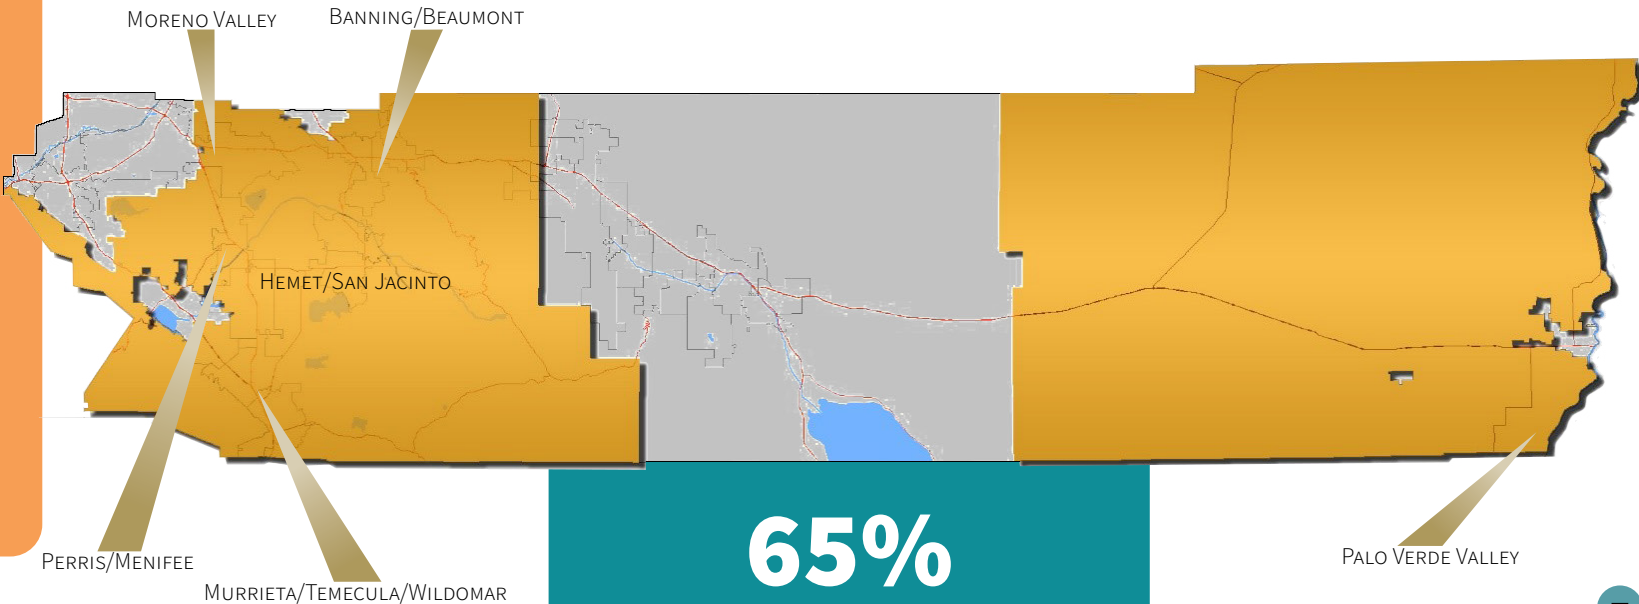 MORENO VALLEY
BANNING/BEAUMONT
HEMET/SAN JACINTO
PERRIS/MENIFEE
MURRIETA/TEMECULA/WILDOMAR
65%
PALO VERDE VALLEY